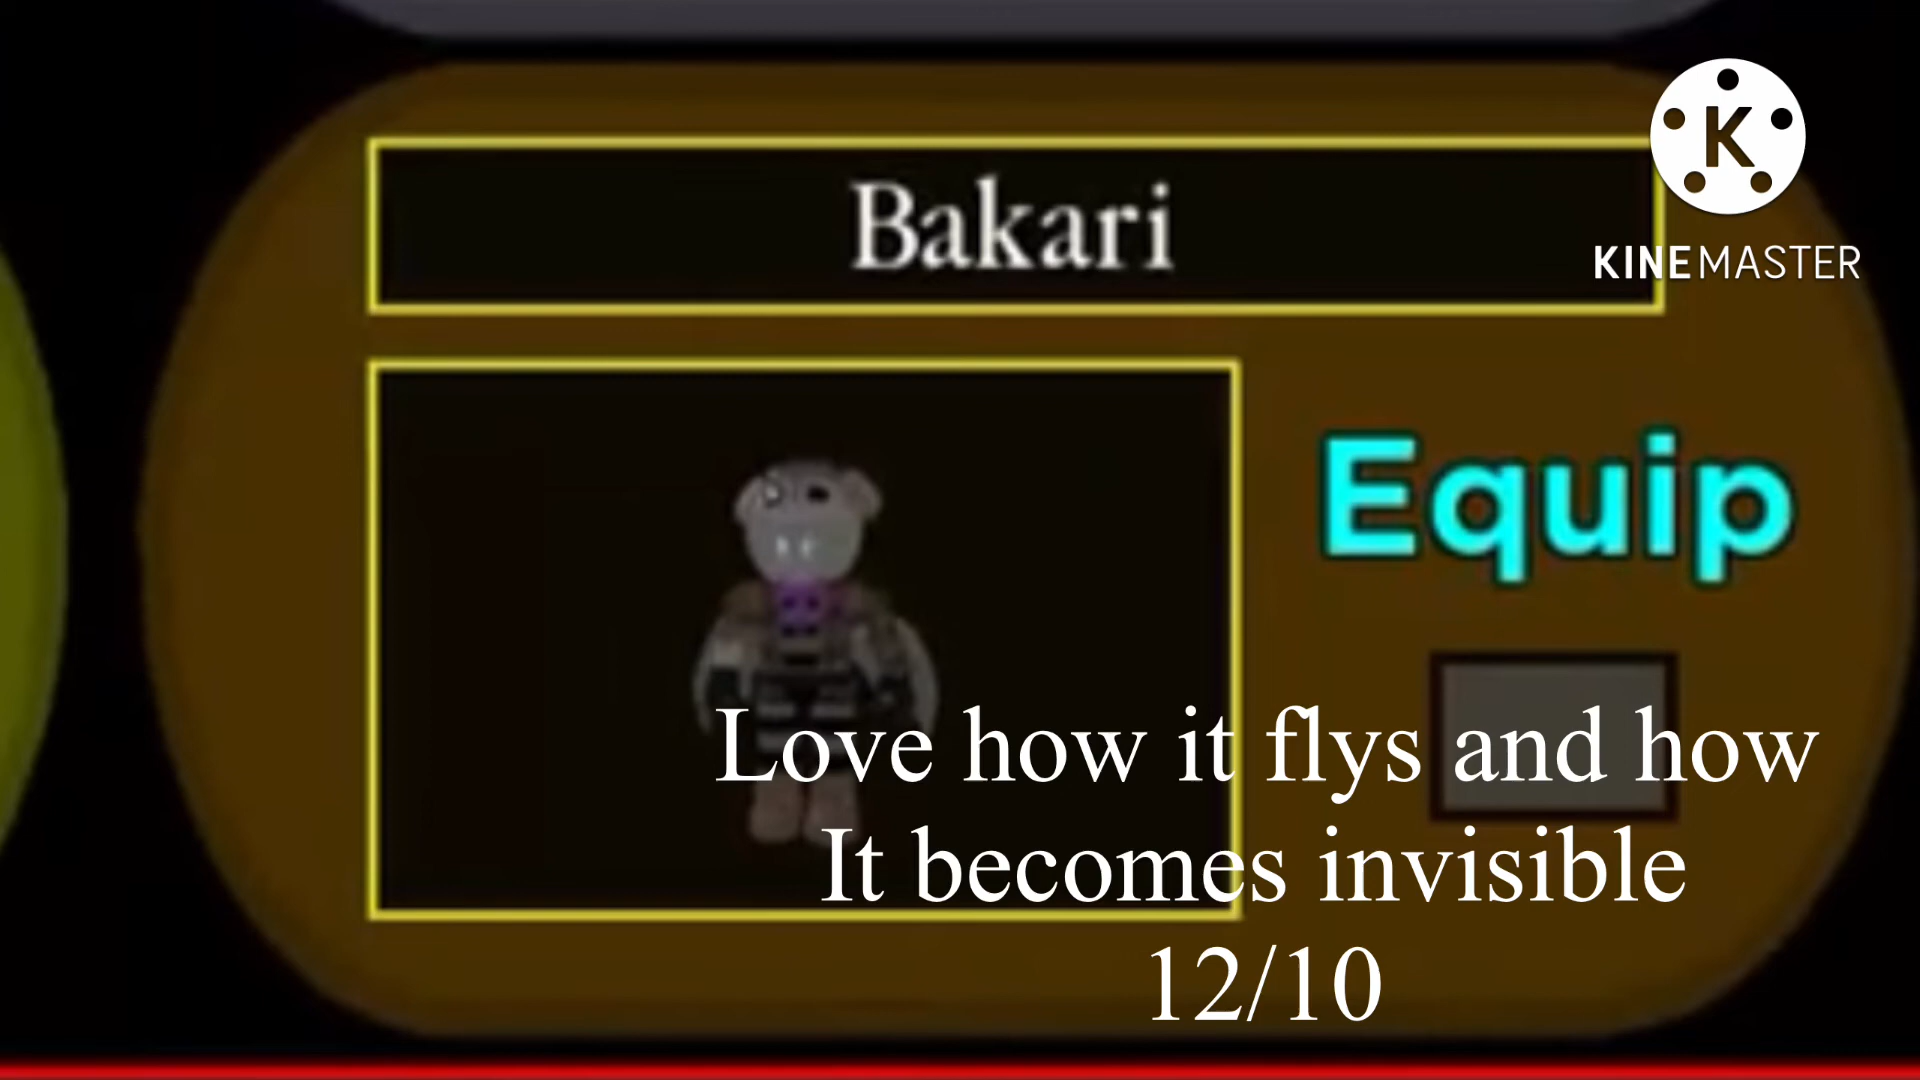 Bakari
K
KINEMASTER
Equip
Love how it flys and how
It becomes invisible
12/10